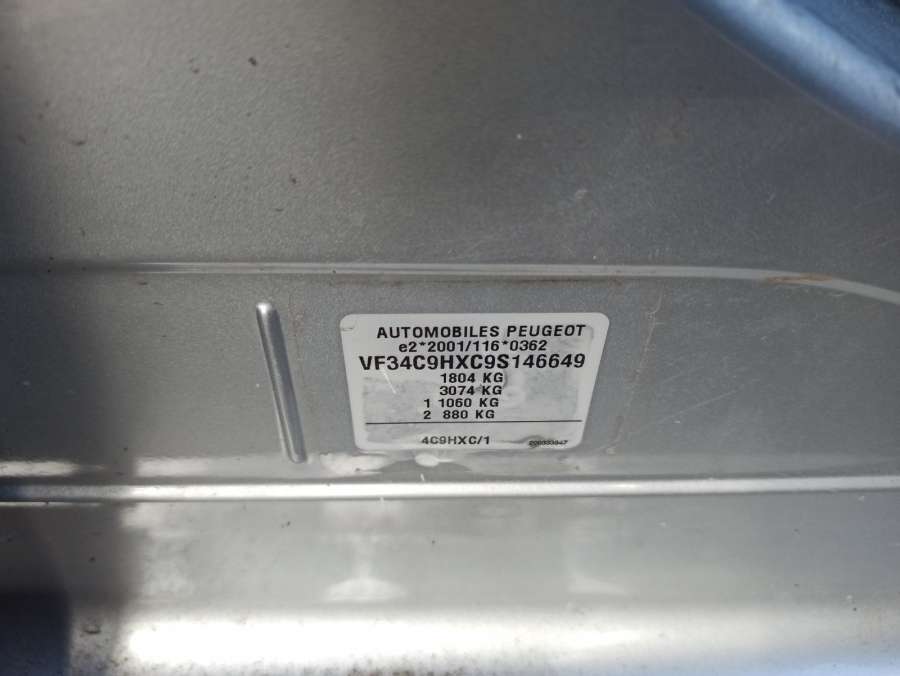 AUTOMOBILES PEUGEOT
e2*2001/116*0362
VF34C9HXC9S146649
1804 KG
3074 KG
1 1060 KG
2 880 KG
4C9HXC/1